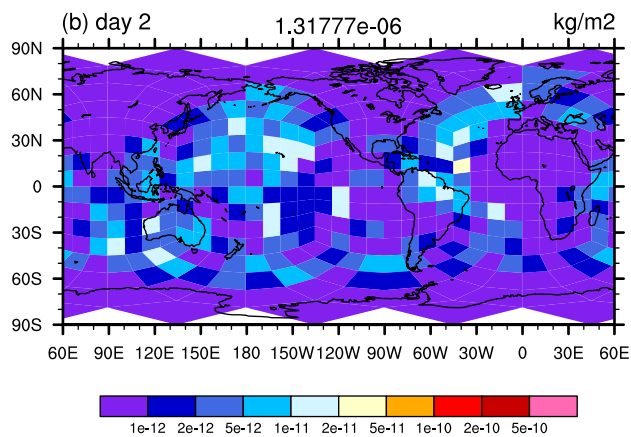 (b) day 2 1.31777e-06 kg/m2
90N
60N
30N
0
30S
60S
90S
60E 90E 120E 150E 180 150W 120W 90W 60W 30W 0 30E 60E
1e-12 2e-12 5e-12 1e-11 2e-11 5e-11 1e-10 2e-10 5e-10